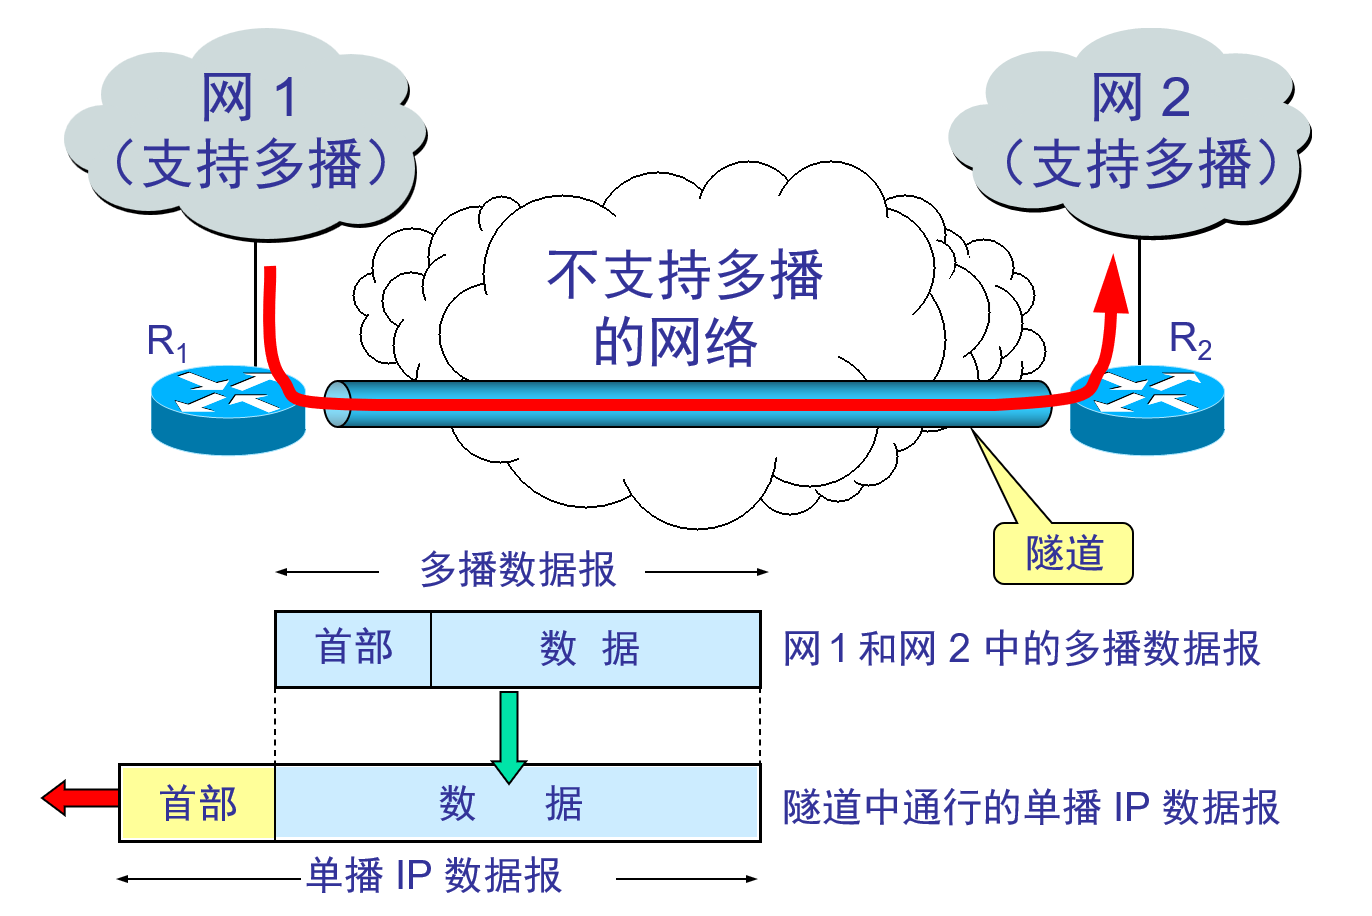 网 1
（支持多播）
网 2
（支持多播）
不支持多播
的网络
R1
R2
隧道
多播数据报
首部
数 据
网 1 和网 2 中的多播数据报
首部
数 据
隧道中通行的单播 IP 数据报
单播 IP 数据报